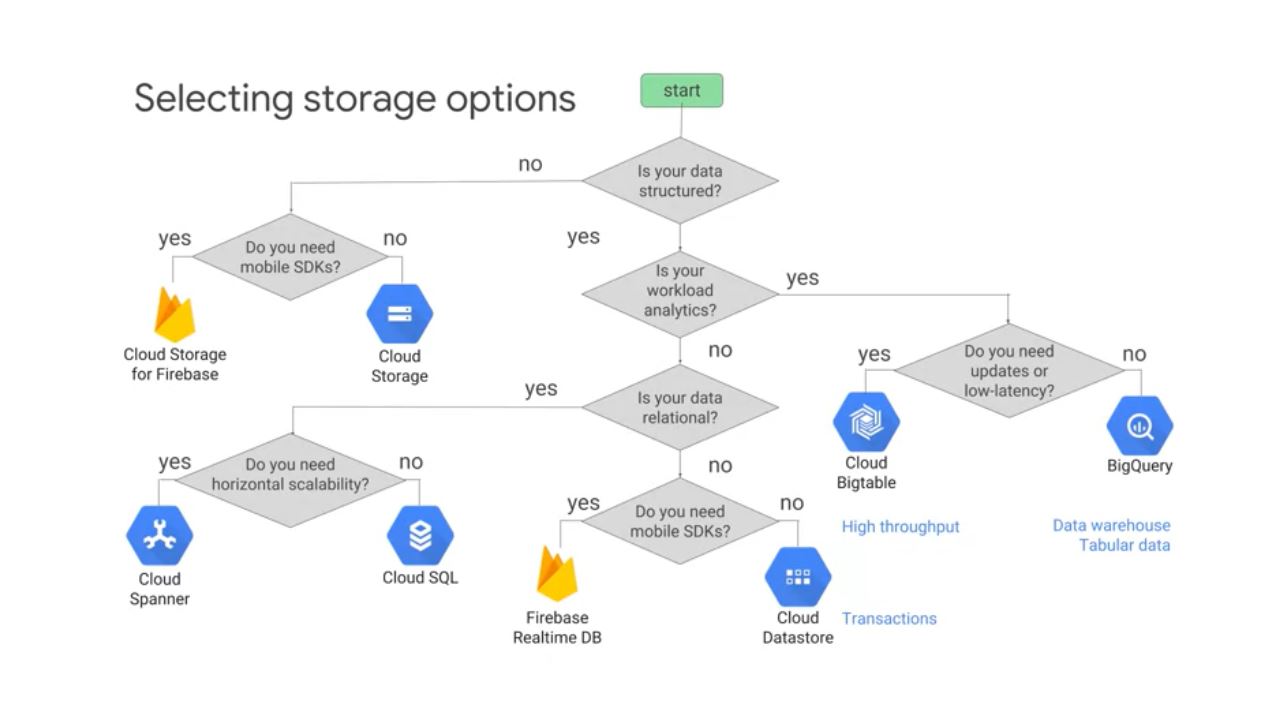 Selecting storage options
start
no
Is your data
structured?
yes
Do you need
mobile SDKs?
no
yes
Is your
workload
analytics?
yes
Cloud Storage
for Firebase
Cloud
Storage
no
yes
Do you need
updates or
low-latency?
no
yes
Is your data
relational?
Cloud
Bigtable
BigQuery
yes
Do you need
horizontal scalability?
no
no
yes
Do you need
mobile SDKs?
no
High throughput
Data warehouse
Tabular data
Cloud
Spanner
Cloud SQL
Firebase
Realtime DB
Cloud
Datastore
Transactions